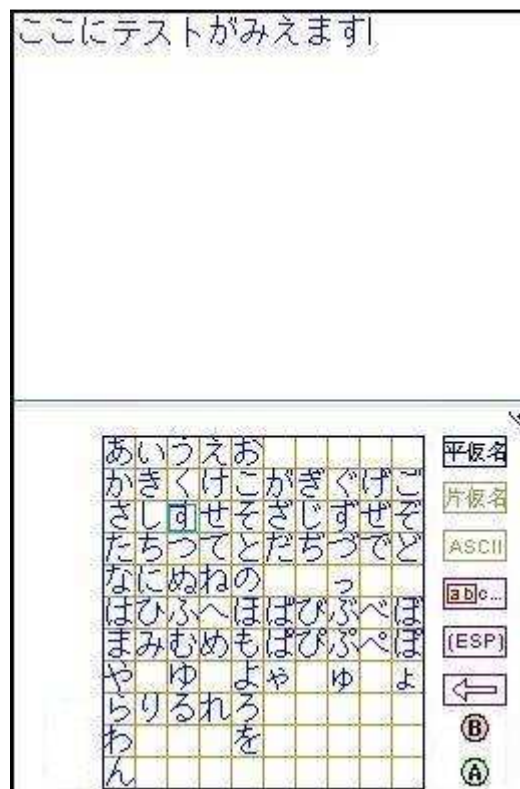 ここにテストがみえます
あいうえお
かきくけこがぎぐげご
さしすせそざじずぜぞ
たちつてとだぢづでど
なにぬねのっ
はひふへほばびぶべぼ
まみむめもぱぴぷぺぽ
やゆよゃゅょ
らりるれろ
わを
ん
平仮名
片仮名
ASCII
abc...
(ESP)
B
A